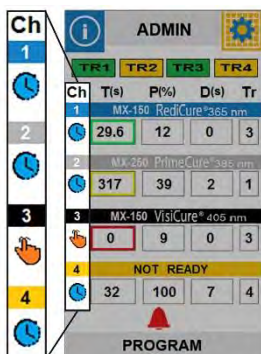 Ch
1
2
3
4
ADMIN
TR1 TR2 TR3 TR4
Ch T(s) P(%) D(s) Tr
1 MX-150 RediCure®365 nm
29.6 12 0 3
2 MX-250 PrimeCure®385 nm
317 39 2 1
3 MX-150 VisiCure® 405 nm
0 9 0 3
4 NOT READY
32 100 7 4
PROGRAM